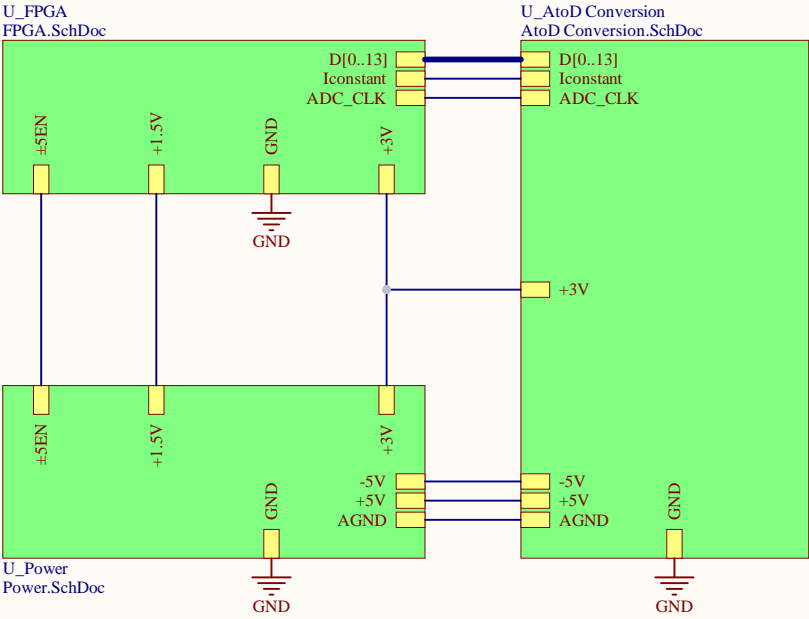 U_FPGA
FPGA.SchDoc
U_AtoD Conversion
AtoD Conversion.SchDoc
D[0..13]
D[0..13]
Iconstant
Iconstant
ADC_CLK
ADC_CLK
±5EN
+1.5V
GND
+3V
GND
+3V
±5EN
+1.5V
+3V
-5V
-5V
+5V
+5V
AGND
AGND
GND
GND
U_Power
Power.SchDoc
GND
GND